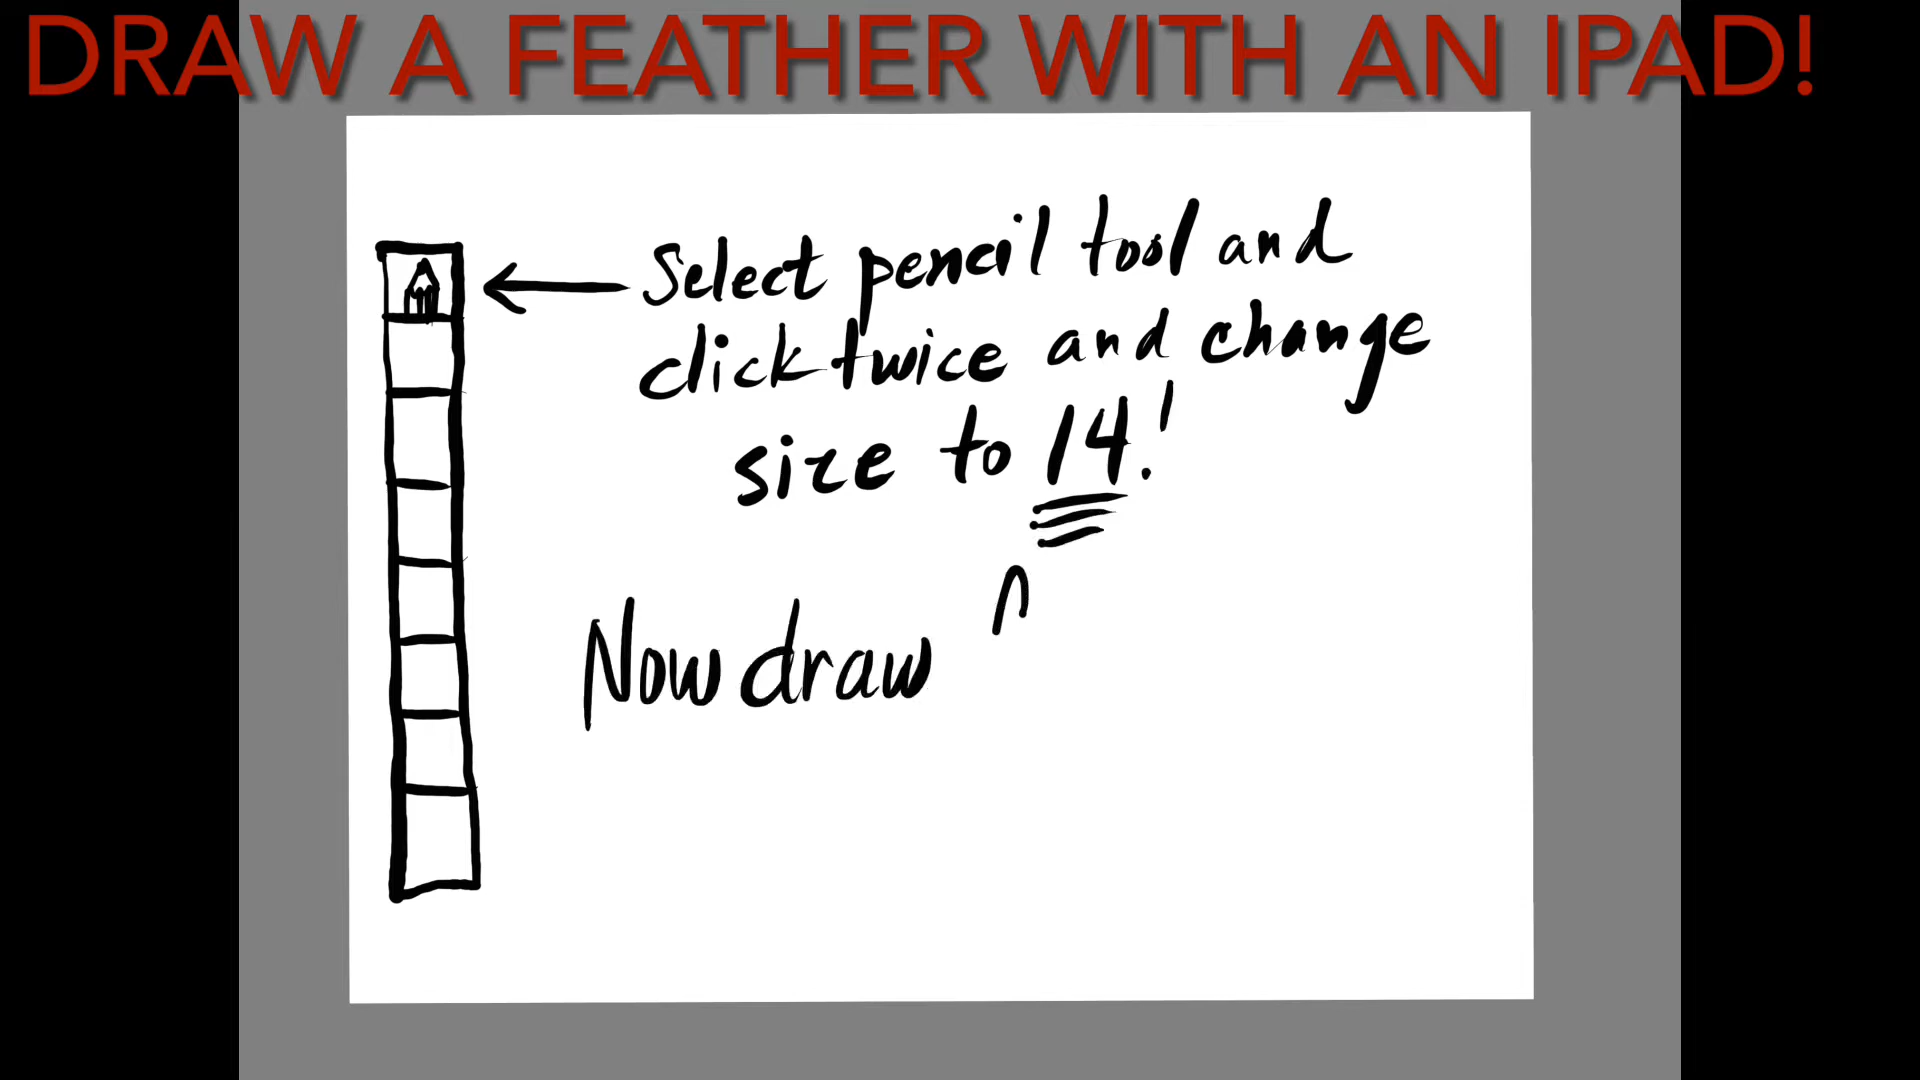 DRAW A FEATHER WITH AN IPAD!
Select pencil tool and
click twice and change
size to 14!
Now draw